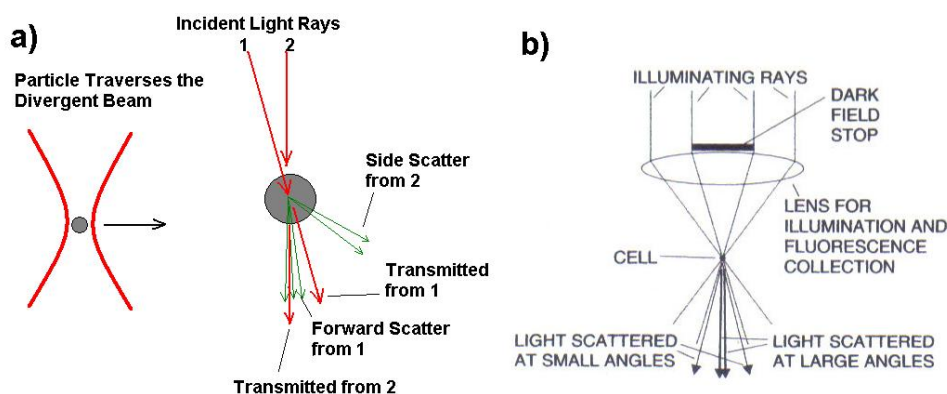 a)
Incident Light Rays
1 2
Particle Traverses the
Divergent Beam
Side Scatter
from 2
Transmitted
from 1
Forward Scatter
from 1
Transmitted from 2
b)
ILLUMINATING RAYS
DARK
FIELD
STOP
LENS FOR
ILLUMINATION AND
FLUORESCENCE
COLLECTION
CELL
LIGHT SCATTERED
AT SMALL ANGLES
LIGHT SCATTERED
AT LARGE ANGLES